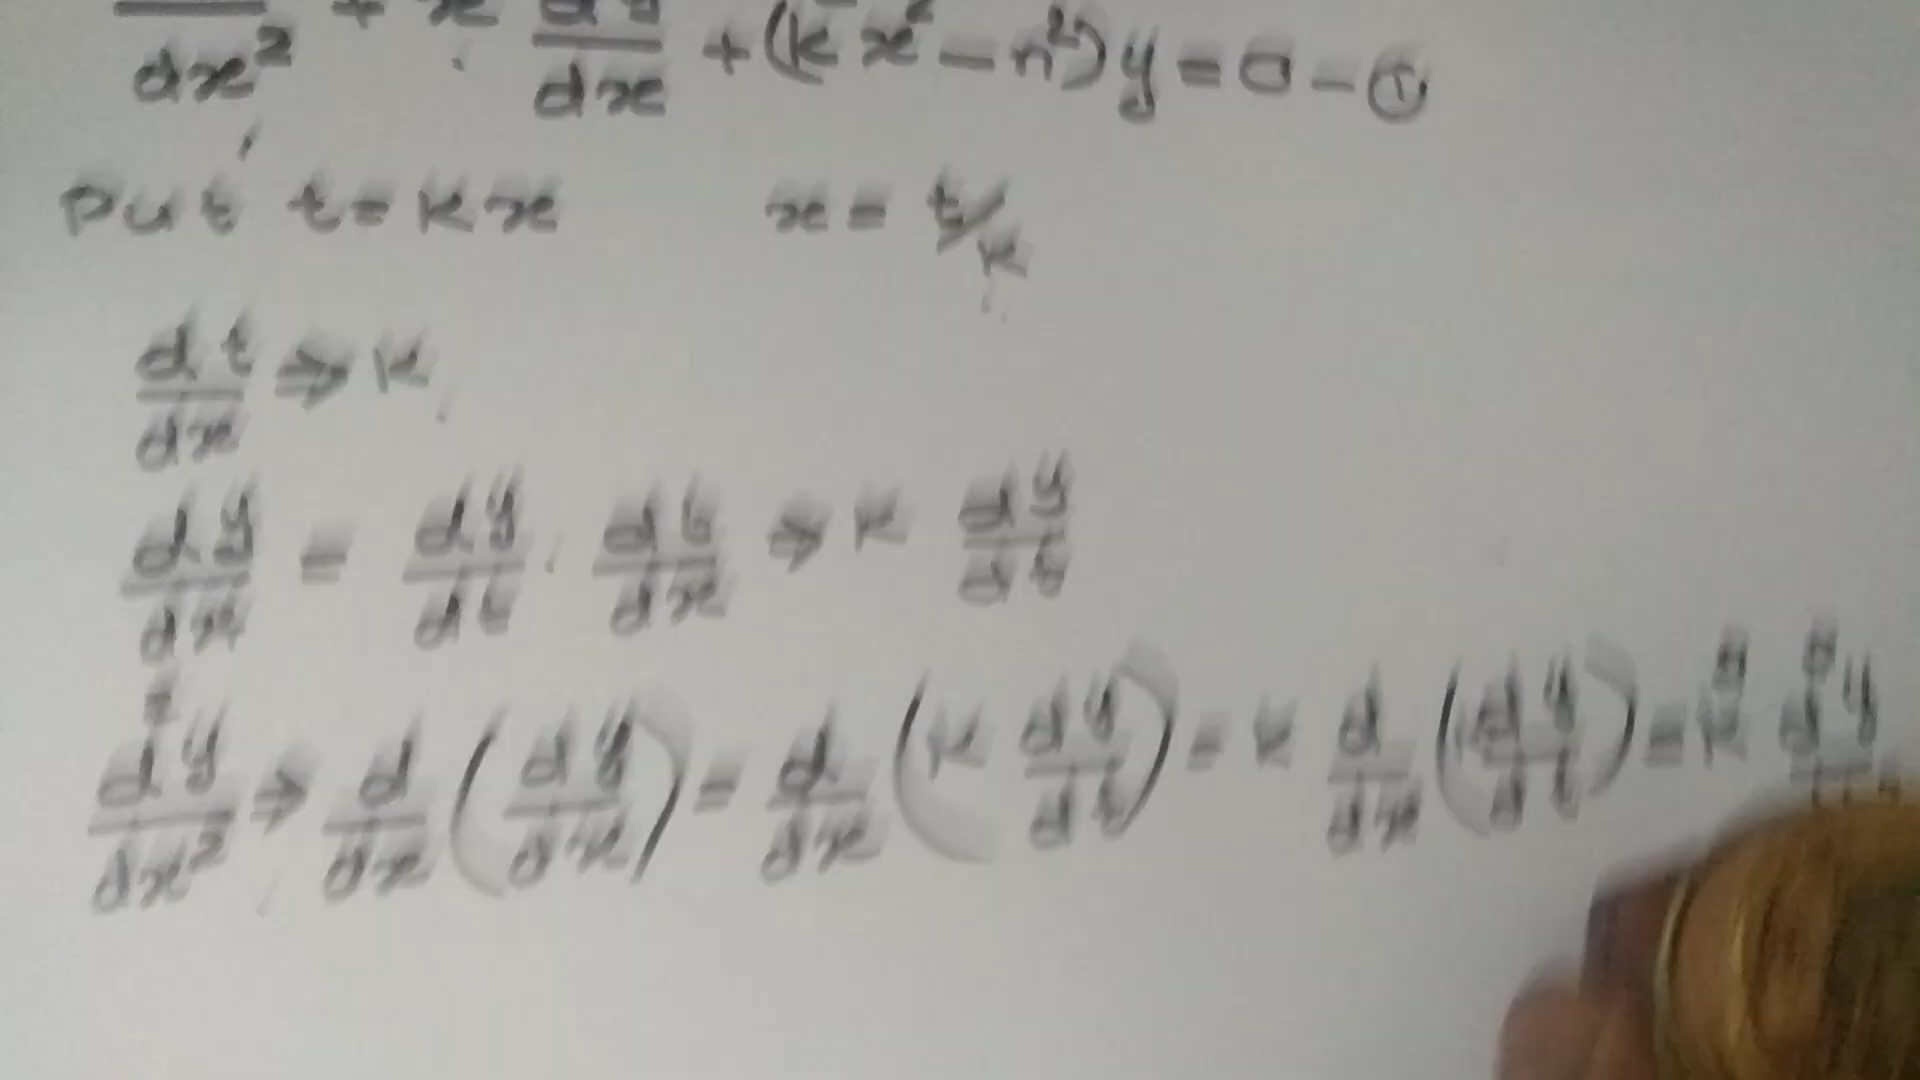 /dx² + x dy/dx + (k²x² - n²)y = 0 - ①
put t = kx x = t/k
dt/dx ⇒ k
dy/dx = dy/dt . dt/dx ⇒ k dy/dt
d²y/dx² ⇒ d/dx (dy/dx) = d/dx (k dy/dt) = k d/dx (dy/dt) = k² d²y